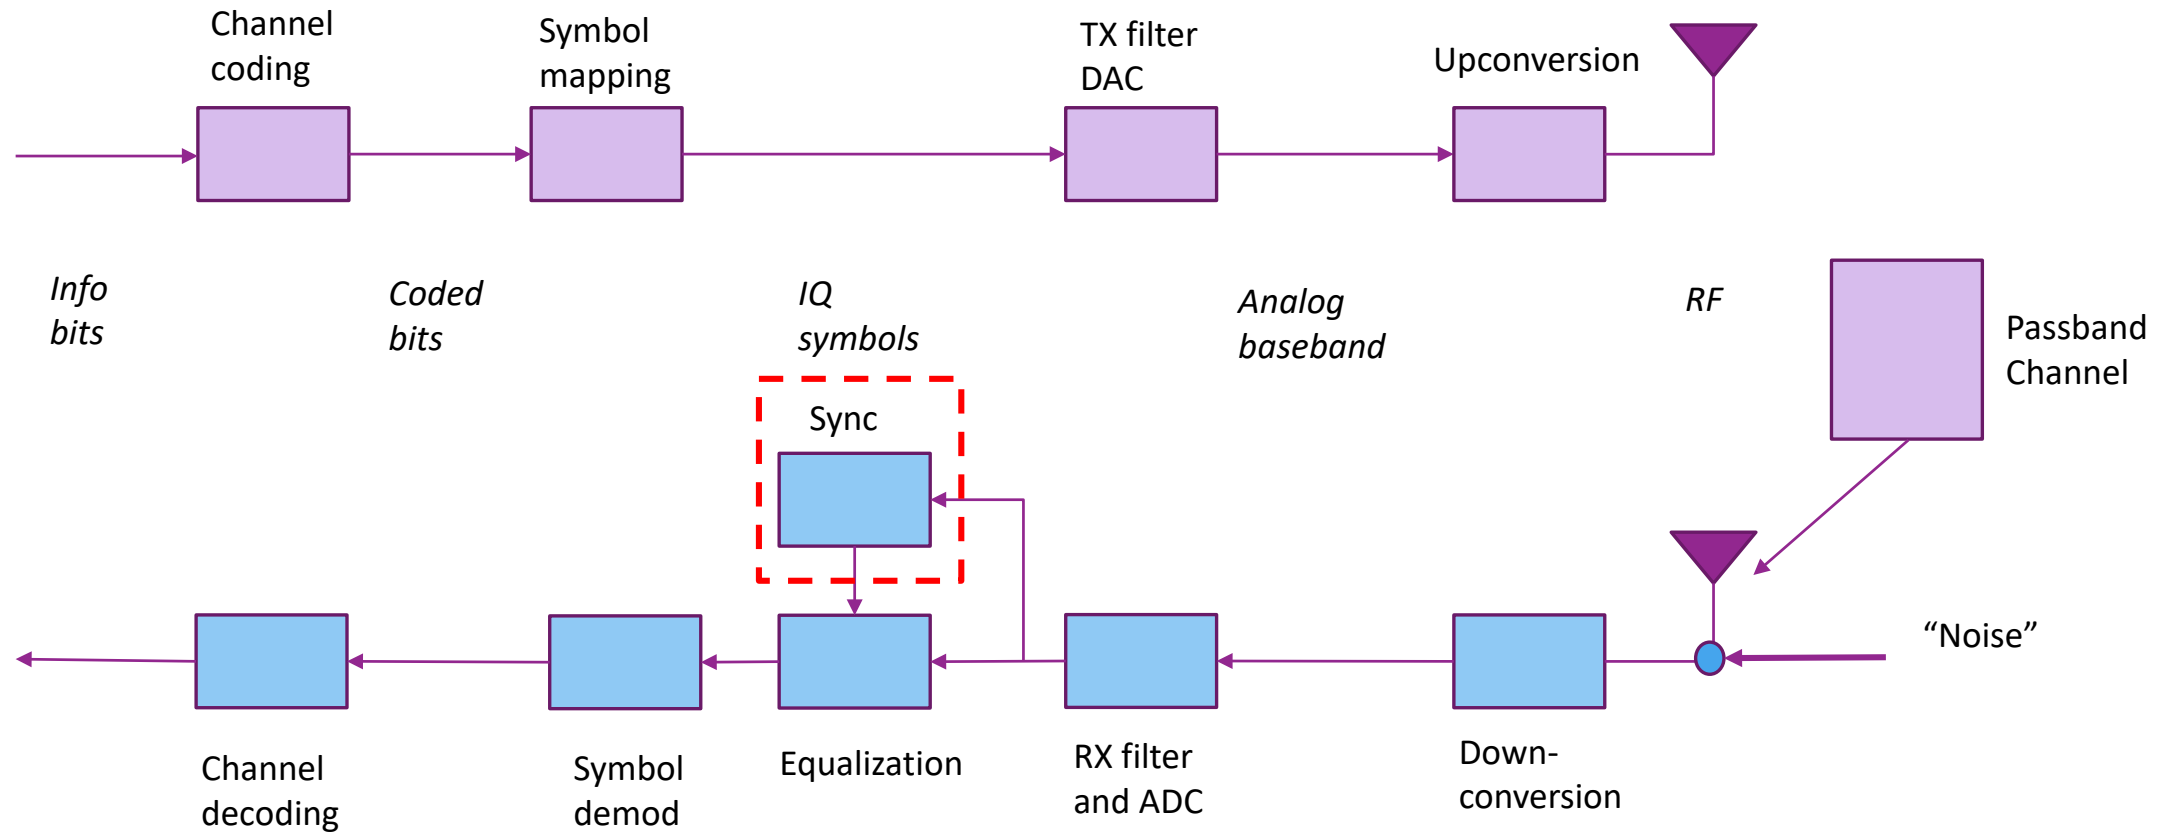 Channel
coding
Symbol
mapping
TX filter
DAC
Upconversion
Info
bits
Coded
bits
IQ
symbols
Analog
baseband
RF
Passband
Channel
Sync
“Noise”
Channel
decoding
Symbol
demod
Equalization
RX filter
and ADC
Down-
conversion